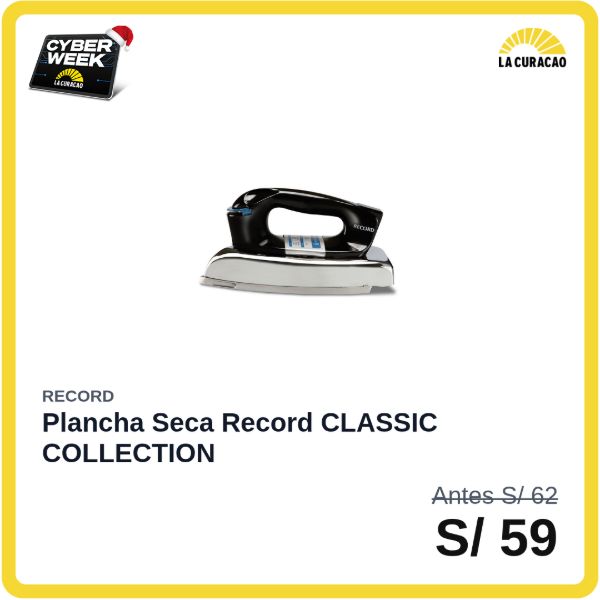 CYBER
WEEK
LA CURACAO
LA CURACAO
RECORD
RECORD
Plancha Seca Record CLASSIC
COLLECTION
Antes S/ 62
S/ 59